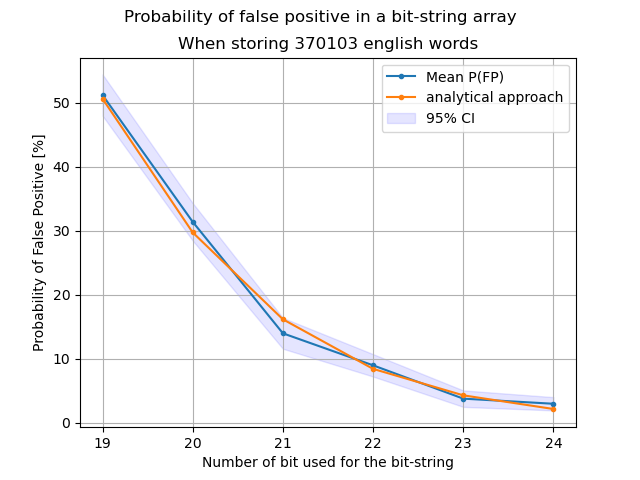 Probability of false positive in a bit-string array
When storing 370103 english words
Mean P(FP)
analytical approach
95% CI
Probability of False Positive [%]
50
40
30
20
10
0
19 20 21 22 23 24
Number of bit used for the bit-string